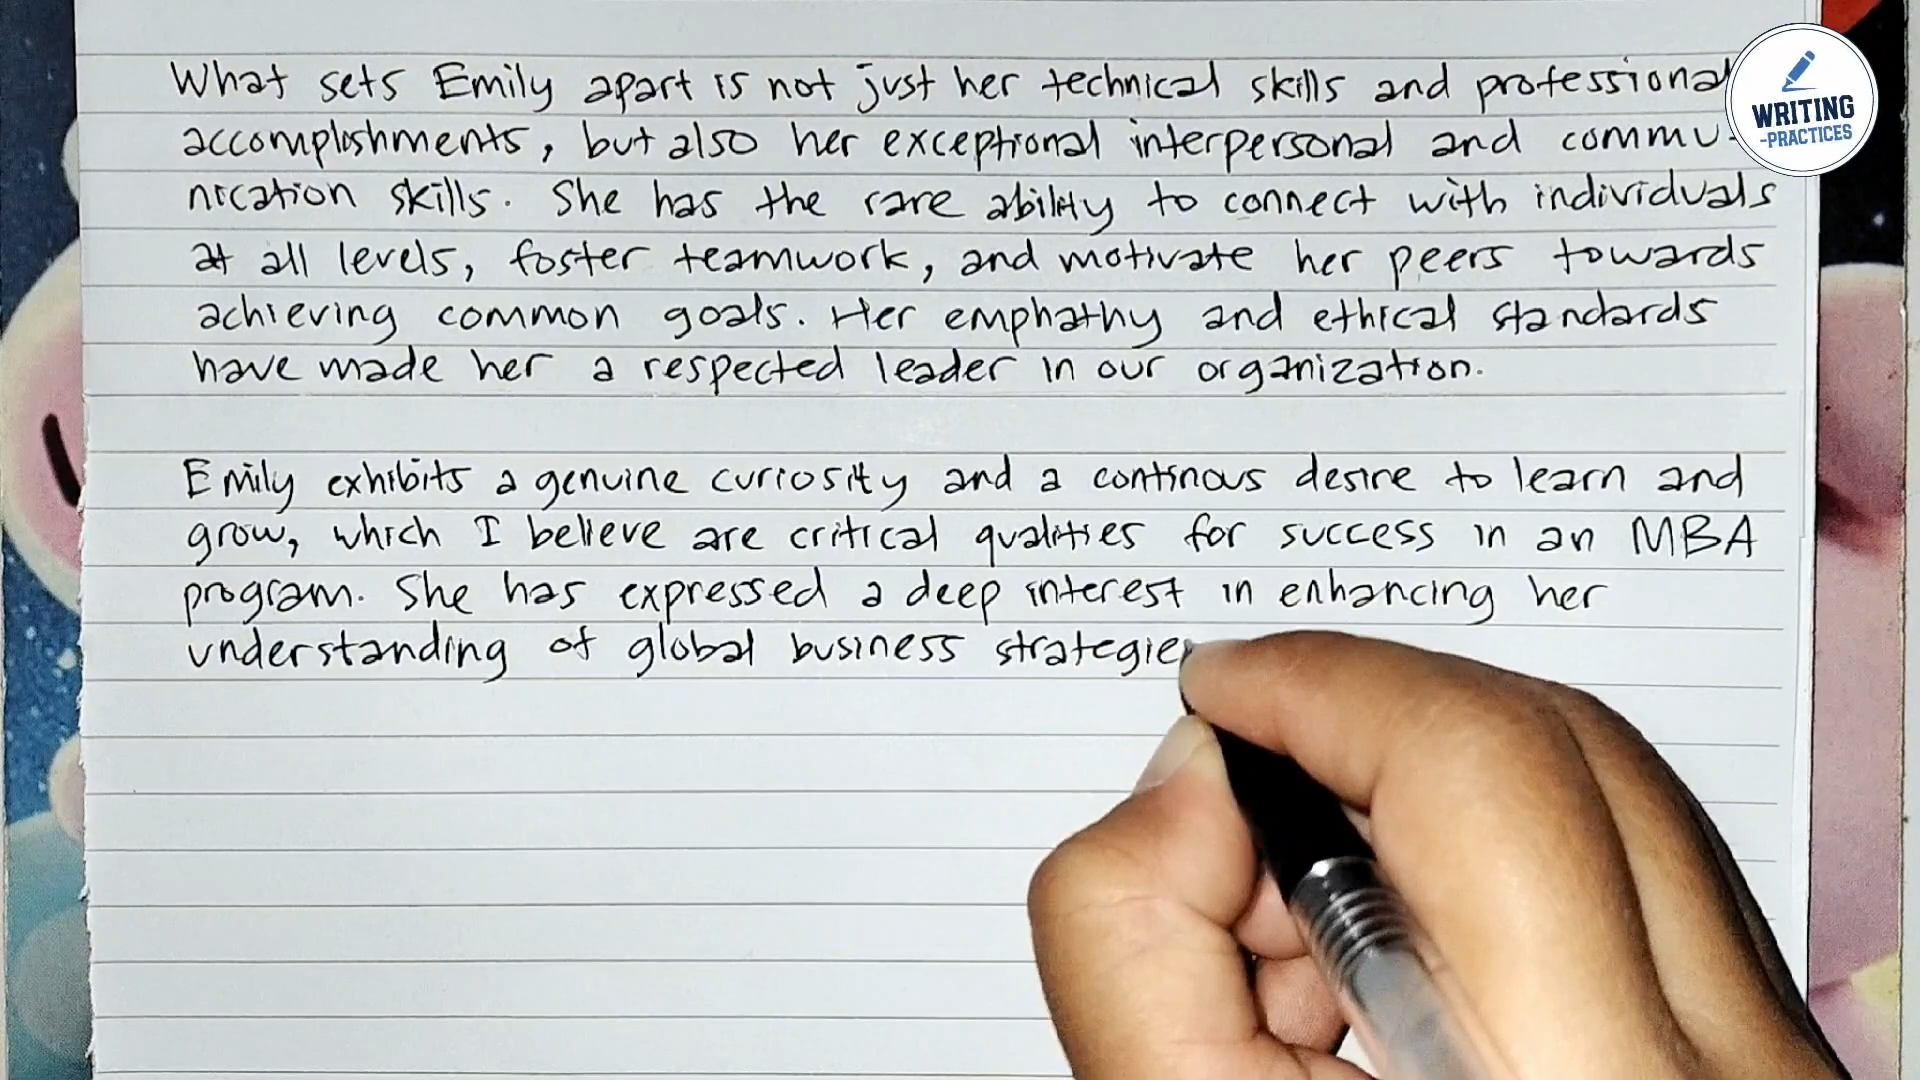 What sets Emily apart is not just her technical skills and professional
accomplishments, but also her exceptional interpersonal and commu-
nication skills. She has the rare ability to connect with individuals
at all levels, foster teamwork, and motivate her peers towards
achieving common goals. Her emphathy and ethical standards
have made her a respected leader in our organization.
Emily exhibits a genuine curiosity and a continous desire to learn and
grow, which I believe are critical qualities for success in an MBA
program. She has expressed a deep interest in enhancing her
understanding of global business strategies
WRITING
-PRACTICES